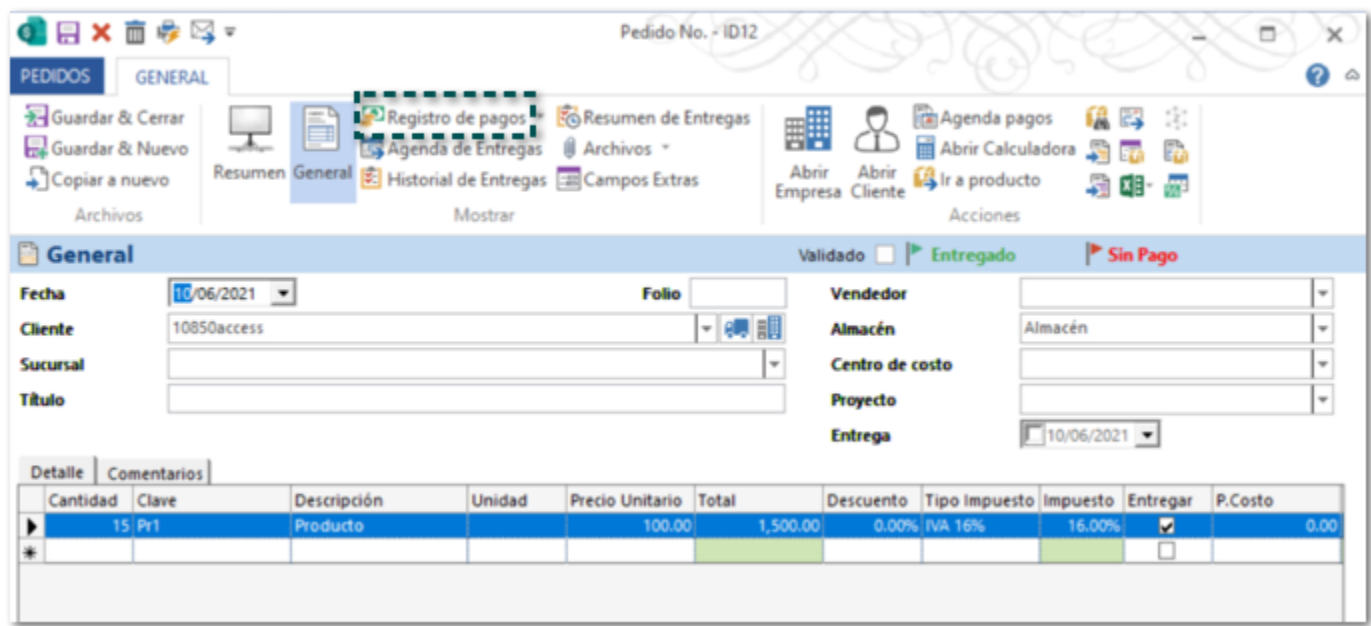 Pedido No. - ID12
PEDIDOS GENERAL
Guardar & Cerrar
Guardar & Nuevo
Copiar a nuevo
Archivos
Resumen
General
Registro de pagos
Agenda de Entregas
Historial de Entregas
Resumen de Entregas
Archivos
Campos Extras
Mostrar
Abrir Empresa
Abrir Cliente
Agenda pagos
Abrir Calculadora
Ir a producto
Acciones
General Validado Entregado Sin Pago
Fecha 10/06/2021 Folio Vendedor
Cliente 10850access Almacén Almacén
Sucursal Centro de costo
Título Proyecto
Entrega 10/06/2021
Detalle Comentarios
Cantidad Clave Descripción Unidad Precio Unitario Total Descuento Tipo Impuesto Impuesto Entregar P.Costo
15 Pr1 Producto 100.00 1,500.00 0.00% IVA 16% 16.00% 0.00